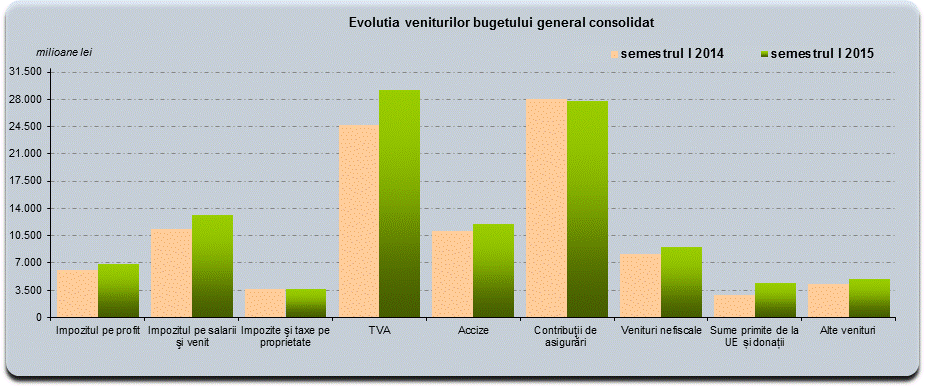 Evolutia veniturilor bugetului general consolidat
milioane lei
semestrul I 2014
semestrul I 2015
31.500
28.000
24.500
21.000
17.500
14.000
10.500
7.000
3.500
0
Impozitul pe profit
Impozitul pe salarii
şi venit
Impozite şi taxe pe
proprietate
TVA
Accize
Contribuţii de
asigurări
Venituri nefiscale
Sume primite de la
UE şi donaţii
Alte venituri